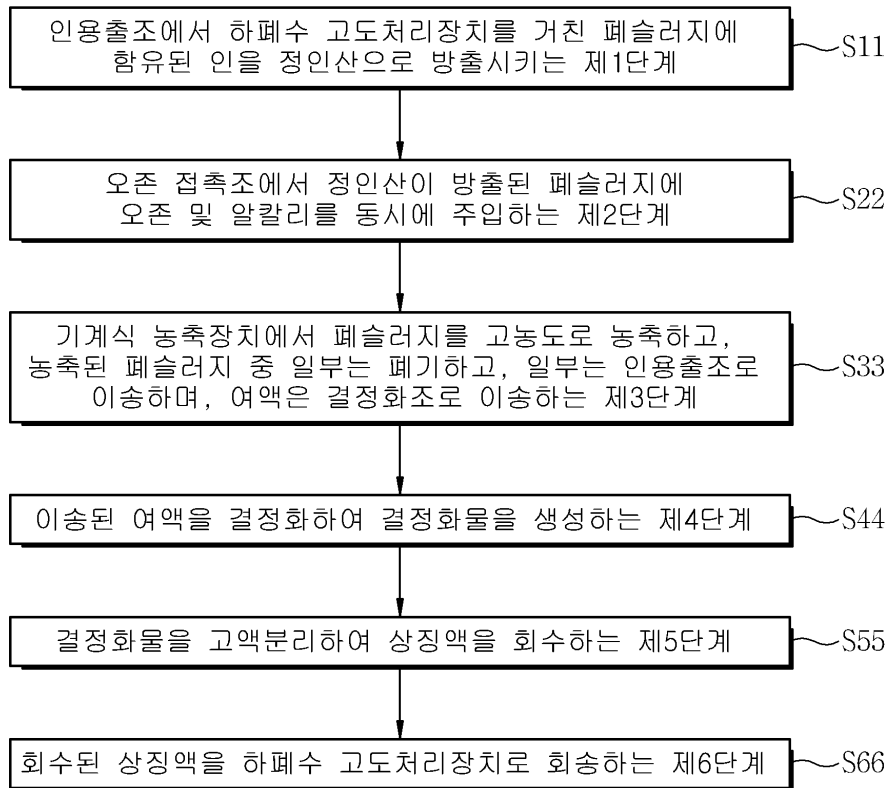 인용출조에서 하폐수 고도처리장치를 거친 폐슬러지에
함유된 인을 정인산으로 방출시키는 제1단계
S11
오존 접촉조에서 정인산이 방출된 폐슬러지에
오존 및 알칼리를 동시에 주입하는 제2단계
S22
기계식 농축장치에서 폐슬러지를 고농도로 농축하고,
농축된 폐슬러지 중 일부는 폐기하고, 일부는 인용출조로
이송하며, 여액은 결정화조로 이송하는 제3단계
S33
이송된 여액을 결정화하여 결정화물을 생성하는 제4단계
S44
결정화물을 고액분리하여 상징액을 회수하는 제5단계
S55
회수된 상징액을 하폐수 고도처리장치로 회송하는 제6단계
S66